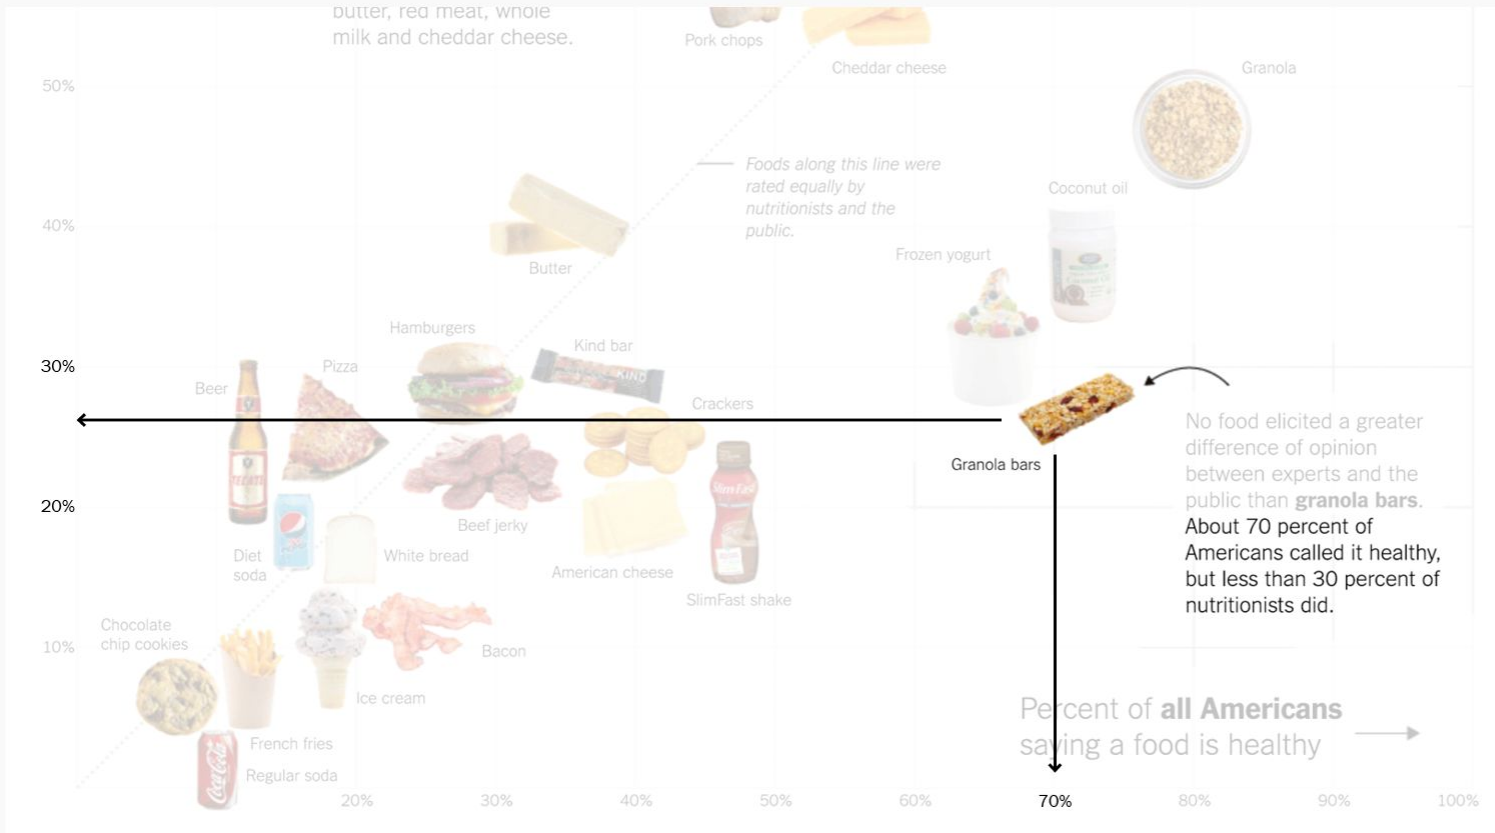 butter, red meat, whole
milk and cheddar cheese.
Pork chops
Cheddar cheese
Granola
50%
Foods along this line were
rated equally by
nutritionists and the
public.
Coconut oil
40%
Frozen yogurt
Butter
Hamburgers
Kind bar
KIND
30%
Pizza
Beer
Crackers
No food elicited a greater
difference of opinion
between experts and the
public than granola bars.
About 70 percent of
Americans called it healthy,
but less than 30 percent of
nutritionists did.
Granola bars
TECATE
SlimFast
20%
Beef jerky
Diet
soda
White bread
American cheese
SlimFast shake
Chocolate
chip cookies
10%
Bacon
Ice cream
Percent of all Americans
saying a food is healthy
French fries
Coca-Cola
Regular soda
20%
30%
40%
50%
60%
70%
80%
90%
100%